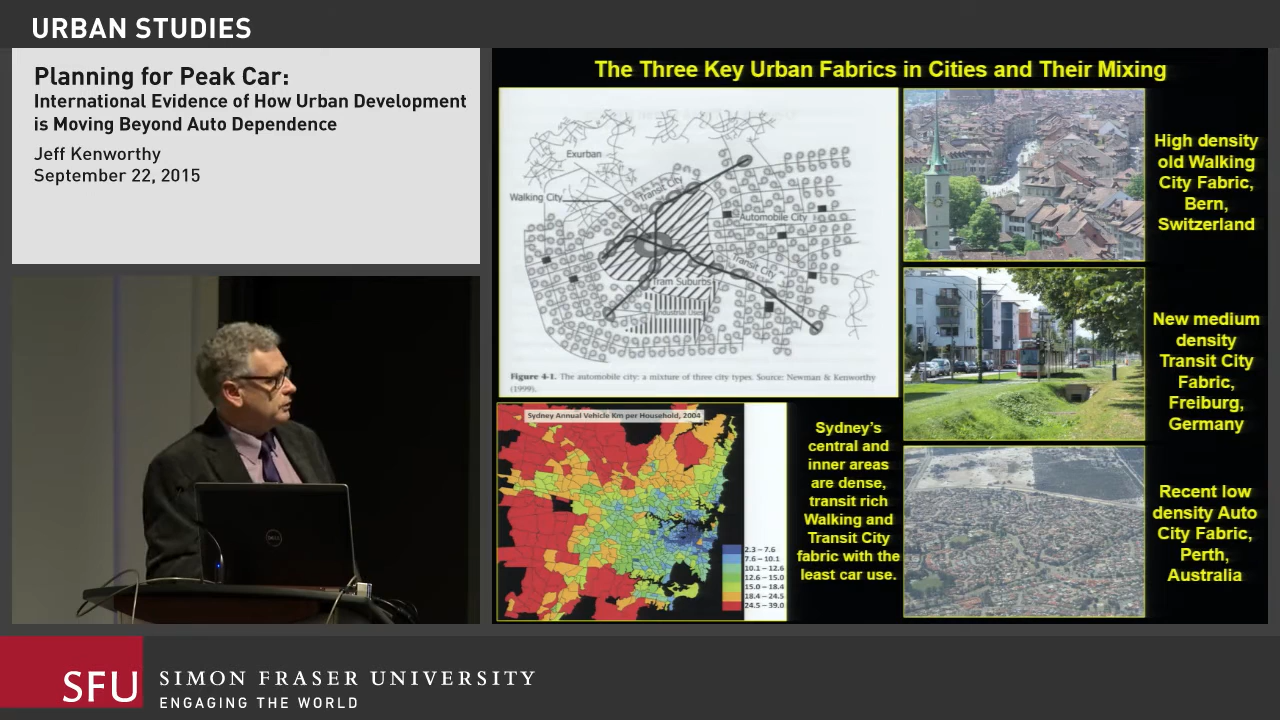 URBAN STUDIES
Planning for Peak Car:
International Evidence of How Urban Development
is Moving Beyond Auto Dependence
Jeff Kenworthy
September 22, 2015
The Three Key Urban Fabrics in Cities and Their Mixing
Exurban
Transit City
Walking City
Automobile City
Transit City
Tram Suburbs
Industrial Uses
Figure 4-1. The automobile city: a mixture of three city types. Source: Newman & Kenworthy
(1999).
High density
old Walking
City Fabric,
Bern,
Switzerland
New medium
density
Transit City
Fabric,
Freiburg,
Germany
Recent low
density Auto
City Fabric,
Perth,
Australia
Sydney Annual Vehicle Km per Household, 2004
2.3 – 7.6
7.6 – 10.1
10.1 – 12.6
12.6 – 15.0
15.0 – 18.4
18.4 – 24.5
24.5 – 39.0
Sydney's
central and
inner areas
are dense,
transit rich
Walking and
Transit City
fabric with the
least car use.
DELL
SFU
SIMON FRASER UNIVERSITY
ENGAGING THE WORLD